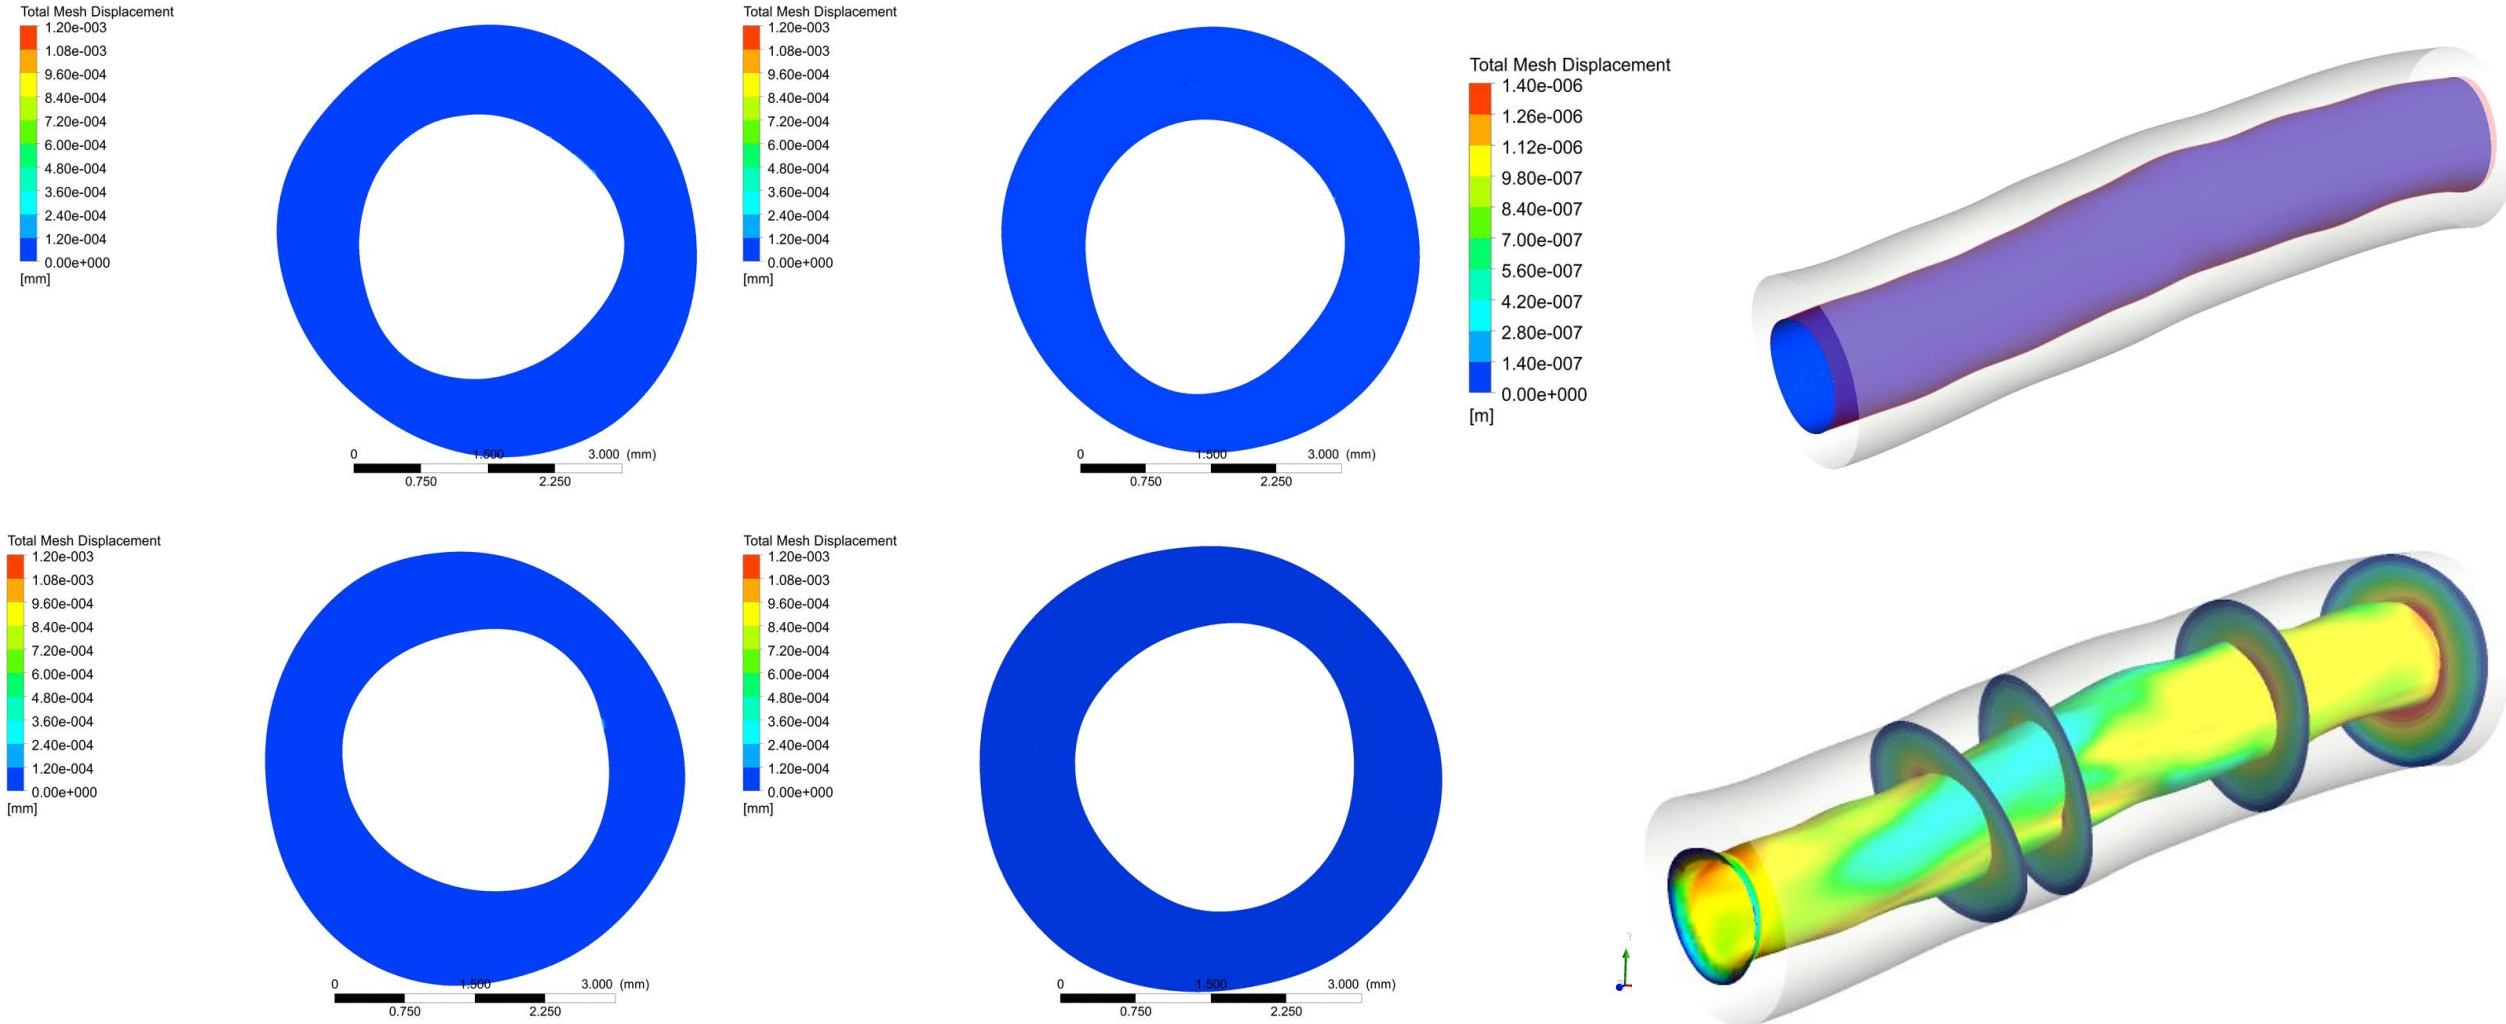 Total Mesh Displacement
1.20e-003
1.08e-003
9.60e-004
8.40e-004
7.20e-004
6.00e-004
4.80e-004
3.60e-004
2.40e-004
1.20e-004
0.00e+000
[mm]
0 1.500 3.000 (mm)
0.750 2.250
Total Mesh Displacement
1.20e-003
1.08e-003
9.60e-004
8.40e-004
7.20e-004
6.00e-004
4.80e-004
3.60e-004
2.40e-004
1.20e-004
0.00e+000
[mm]
0 1.500 3.000 (mm)
0.750 2.250
Total Mesh Displacement
1.40e-006
1.26e-006
1.12e-006
9.80e-007
8.40e-007
7.00e-007
5.60e-007
4.20e-007
2.80e-007
1.40e-007
0.00e+000
[m]
Total Mesh Displacement
1.20e-003
1.08e-003
9.60e-004
8.40e-004
7.20e-004
6.00e-004
4.80e-004
3.60e-004
2.40e-004
1.20e-004
0.00e+000
[mm]
0 1.500 3.000 (mm)
0.750 2.250
Total Mesh Displacement
1.20e-003
1.08e-003
9.60e-004
8.40e-004
7.20e-004
6.00e-004
4.80e-004
3.60e-004
2.40e-004
1.20e-004
0.00e+000
[mm]
0 1.500 3.000 (mm)
0.750 2.250
Y